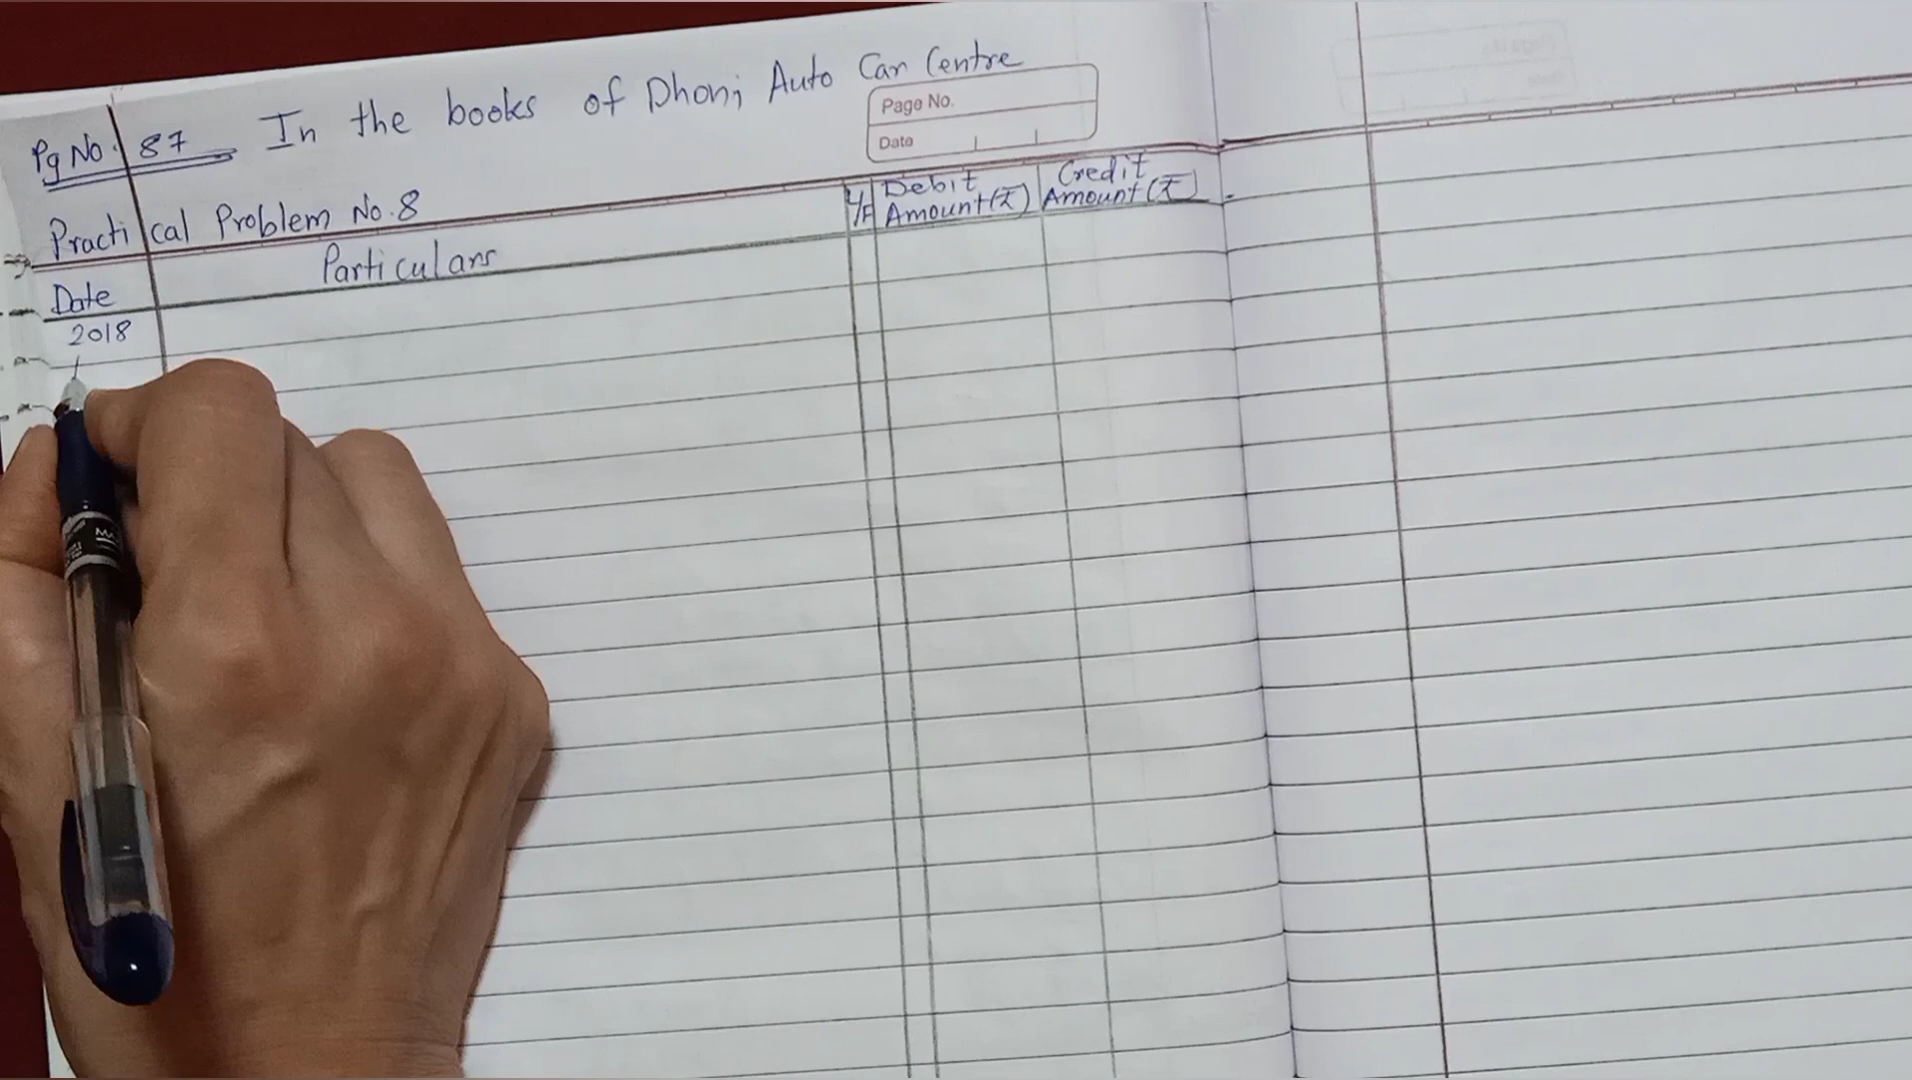 In the books of Dhoni Auto Car Centre
Pg No. 87
Page No.
Date
Practical Problem No. 8
Date Particulars L/F Debit Amount (₹) Credit Amount (₹)
2018